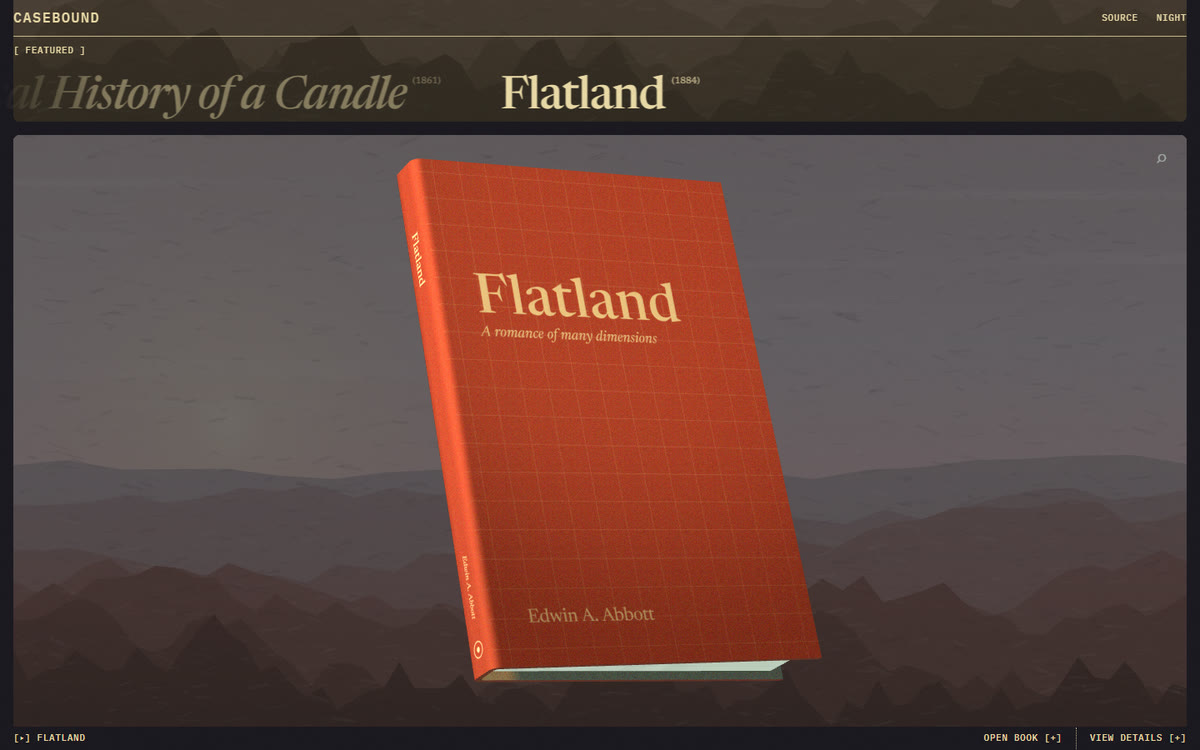 CASEBOUND
SOURCE NIGHT
[ FEATURED ]
al History of a Candle (1861)
Flatland (1884)
Flatland
Flatland
A romance of many dimensions
Edwin A. Abbott
Edwin A. Abbott
[▸] FLATLAND
OPEN BOOK [+]
VIEW DETAILS [+]